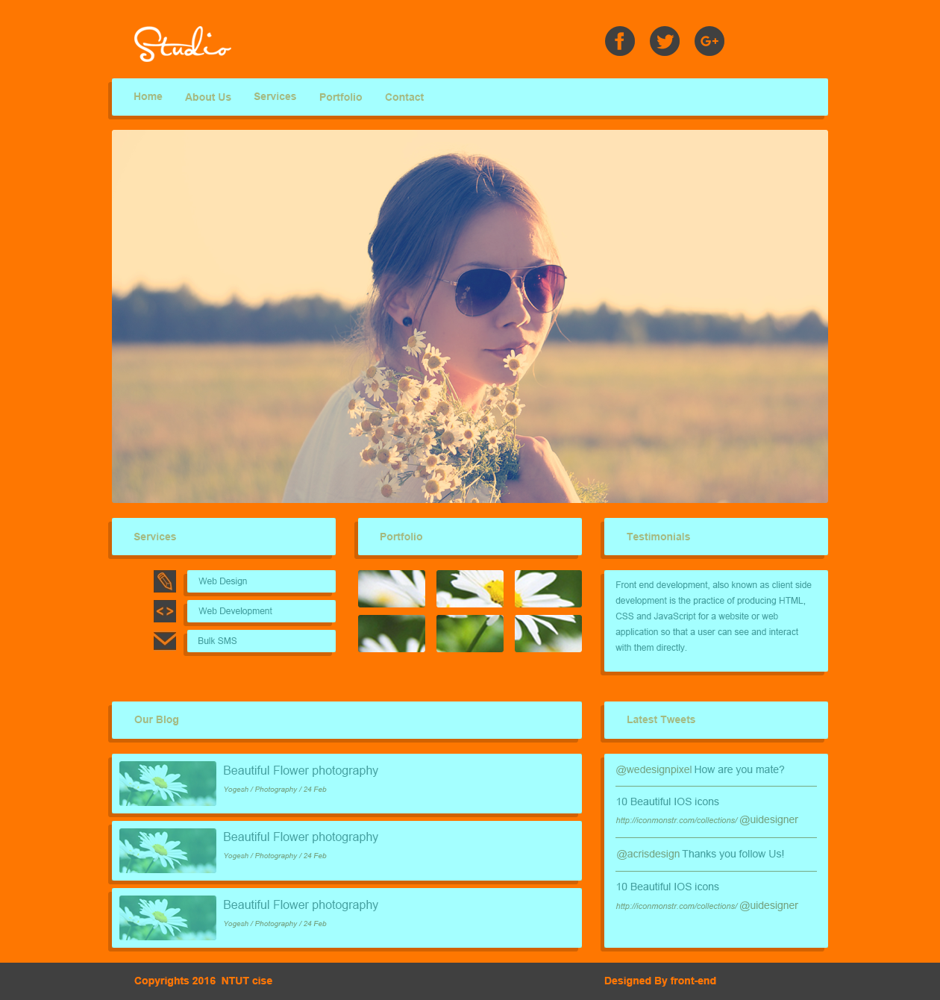 Studio
Home About Us Services Portfolio Contact
Services
Web Design
Web Development
Bulk SMS
Portfolio
Testimonials
Front end development, also known as client side
development is the practice of producing HTML,
CSS and JavaScript for a website or web
application so that a user can see and interact
with them directly.
Our Blog
Beautiful Flower photography
Yogesh / Photography / 24 Feb
Beautiful Flower photography
Yogesh / Photography / 24 Feb
Beautiful Flower photography
Yogesh / Photography / 24 Feb
Latest Tweets
@wedesignpixel How are you mate?
10 Beautiful IOS icons
http://iconmonstr.com/collections/ @uidesigner
@acrisdesign Thanks you follow Us!
10 Beautiful IOS icons
http://iconmonstr.com/collections/ @uidesigner
Copyrights 2016 NTUT cise
Designed By front-end